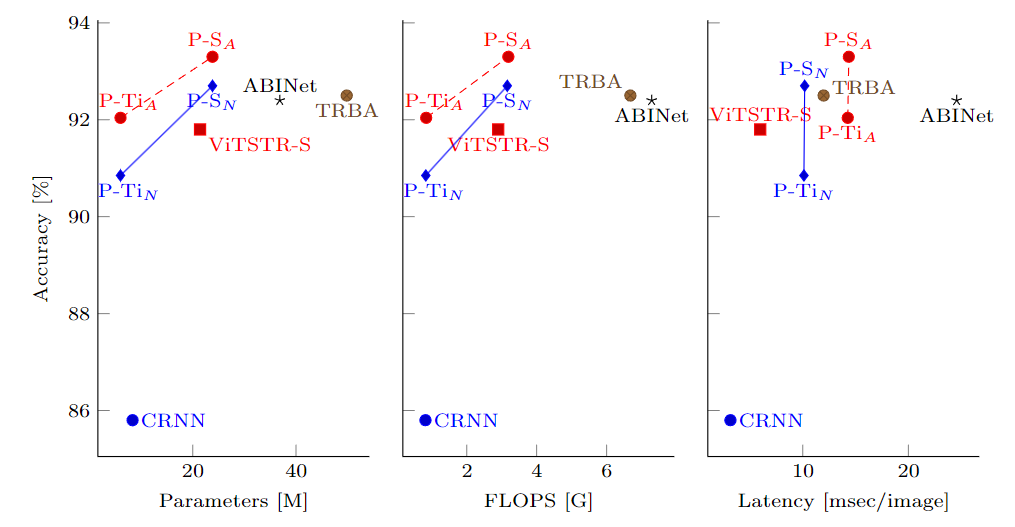 94
92
90
88
86
Accuracy [%]
P-S_A
P-Ti_A
P-S_N
ABINet
TRBA
ViTSTR-S
P-Ti_N
CRNN
20 40
Parameters [M]
P-S_A
TRBA
P-Ti_A
P-S_N
ABINet
ViTSTR-S
P-Ti_N
CRNN
2 4 6
FLOPS [G]
P-S_A
P-S_N
TRBA
ViTSTR-S
ABINet
P-Ti_A
P-Ti_N
CRNN
10 20
Latency [msec/image]